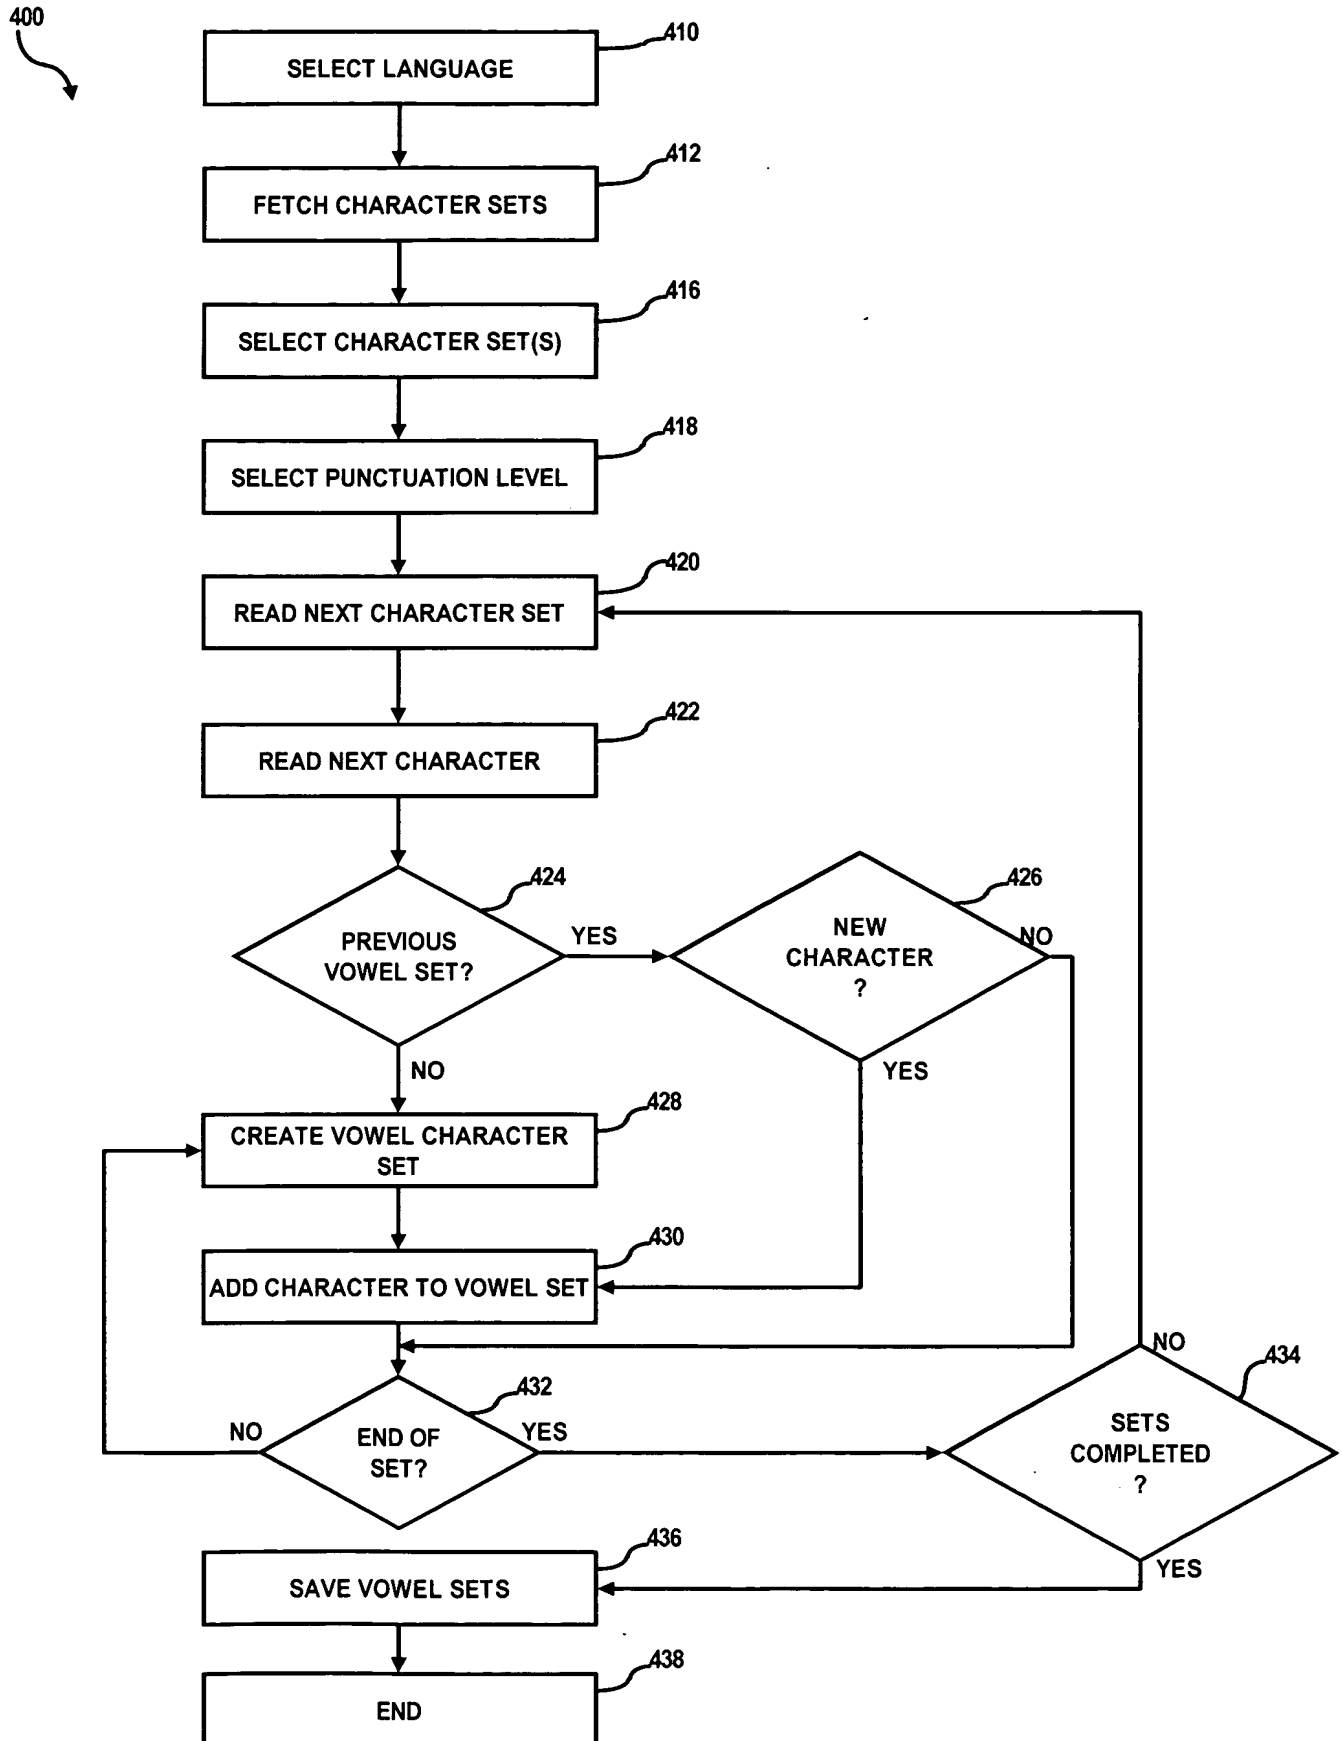 400
410
SELECT LANGUAGE
412
FETCH CHARACTER SETS
416
SELECT CHARACTER SET(S)
418
SELECT PUNCTUATION LEVEL
420
READ NEXT CHARACTER SET
422
READ NEXT CHARACTER
424
PREVIOUS
VOWEL SET?
YES
NO
426
NEW
CHARACTER
?
NO
YES
428
CREATE VOWEL CHARACTER
SET
430
ADD CHARACTER TO VOWEL SET
432
END OF
SET?
NO
YES
434
SETS
COMPLETED
?
NO
YES
436
SAVE VOWEL SETS
438
END